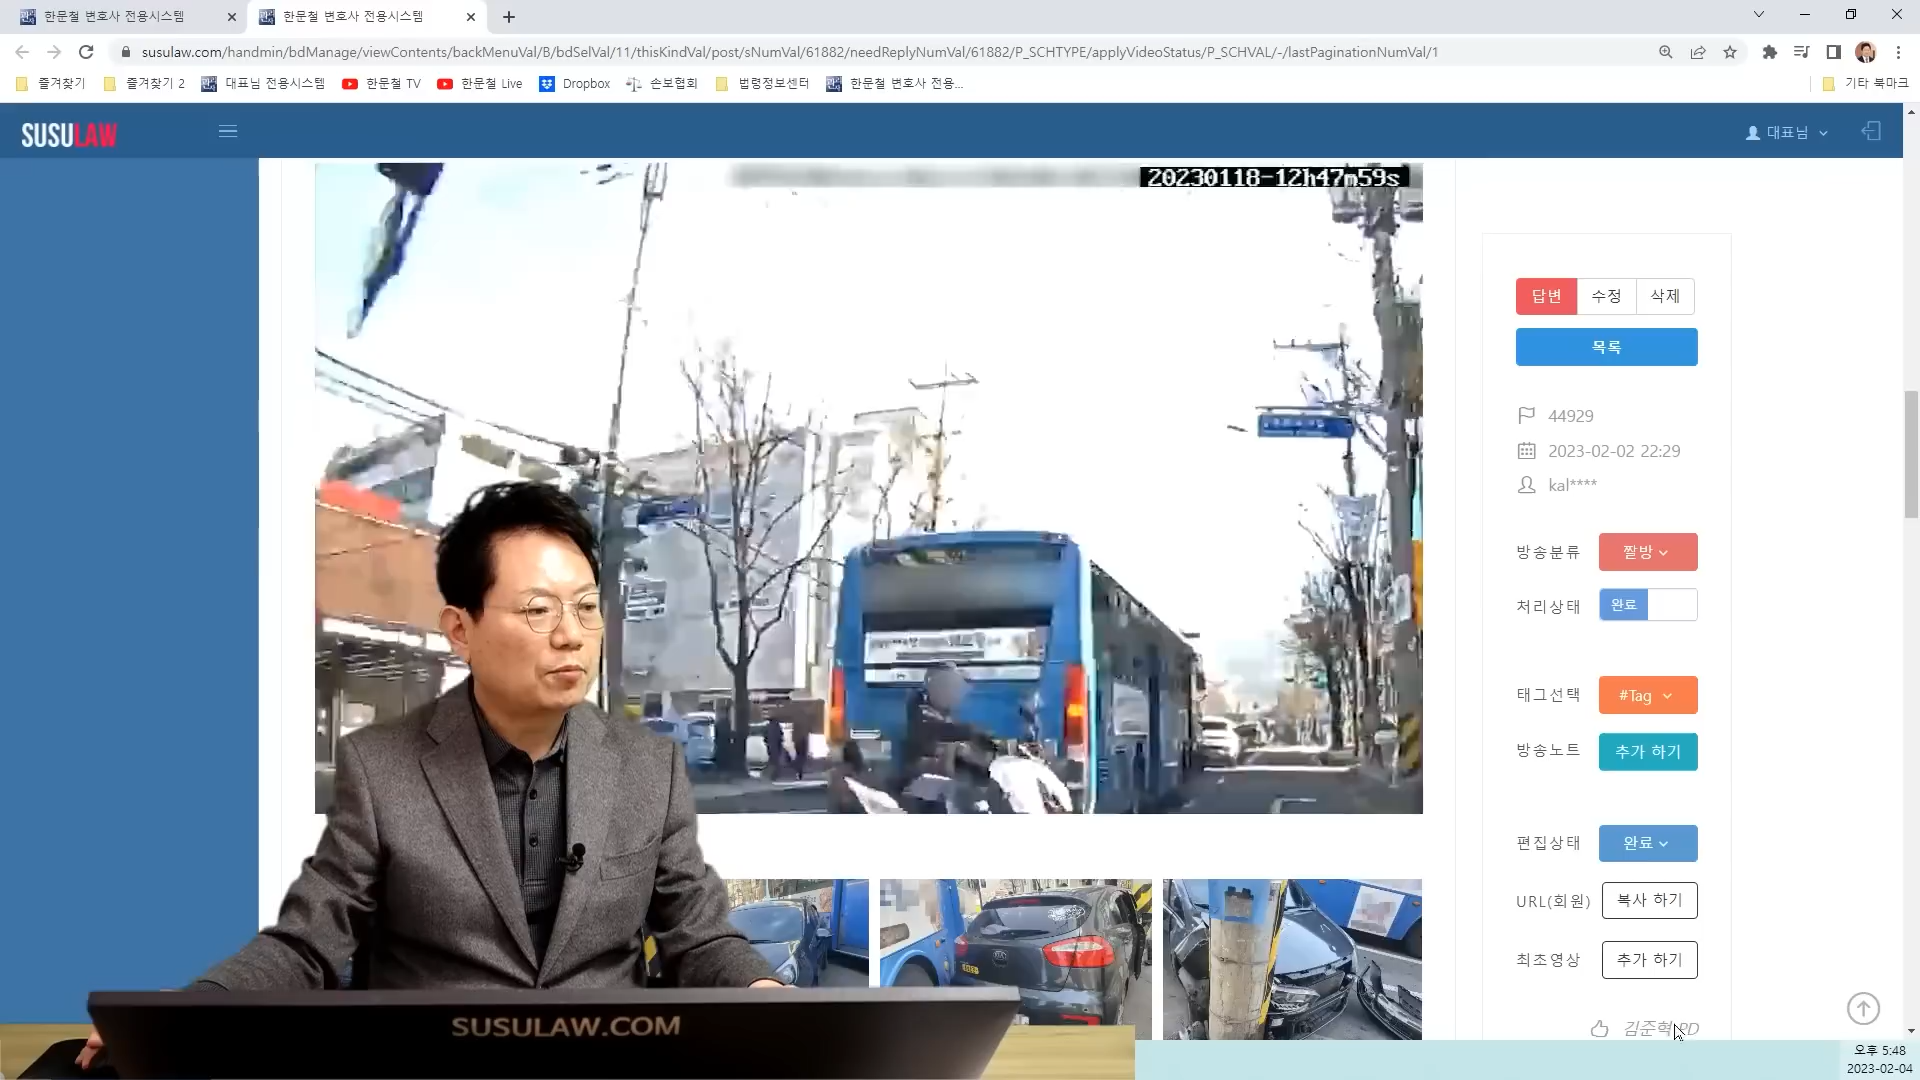 한문철 변호사 전용시스템
한문철 변호사 전용시스템
susulaw.com/handmin/bdManage/viewContents/backMenuVal/B/bdSelVal/11/thisKindVal/post/sNumVal/61882/needReplyNumVal/61882/P_SCHTYPE/applyVideoStatus/P_SCHVAL/-/lastPaginationNumVal/1
즐겨찾기
즐겨찾기 2
대표님 전용시스템
한문철 TV
한문철 Live
Dropbox
손보협회
법령정보센터
한문철 변호사 전용...
기타 북마크
SUSULAW
대표님
20230118-12h47m59s
답변
수정
삭제
목록
44929
2023-02-02 22:29
kal****
방송분류
짤방
처리상태
완료
태그선택
#Tag
방송노트
추가 하기
편집상태
완료
URL(회원)
복사 하기
최초영상
추가 하기
김준혁 PD
SUSULAW.COM
오후 5:48
2023-02-04